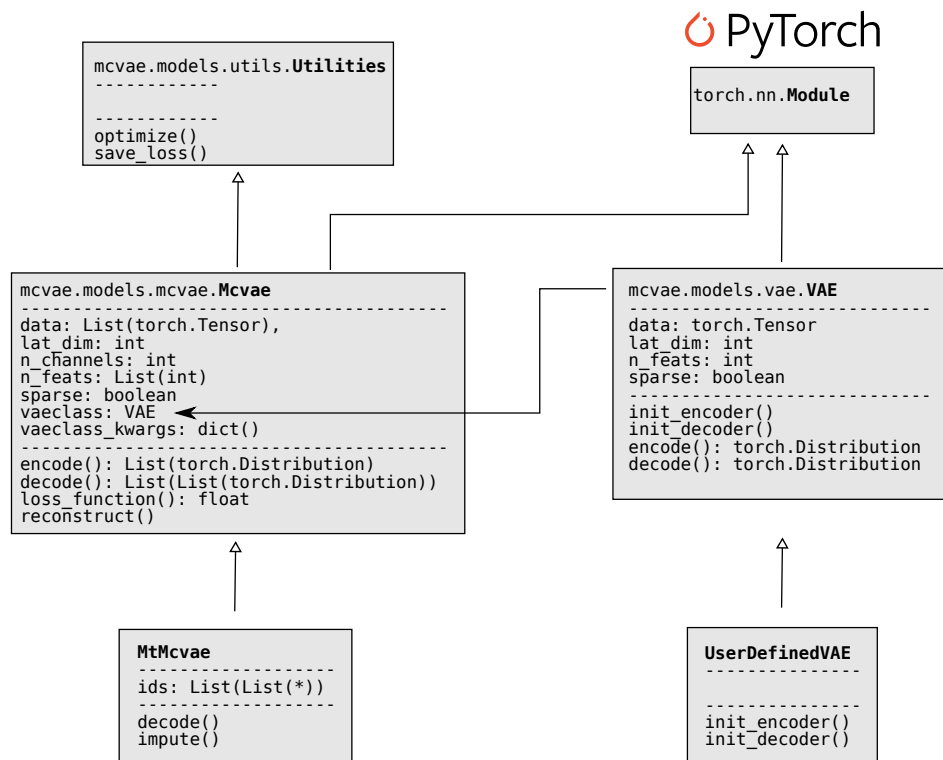 PyTorch
mcvae.models.utils.Utilities
------------
------------
optimize()
save_loss()
torch.nn.Module
mcvae.models.mcvae.Mcvae
-----------------------------------------
data: List(torch.Tensor),
lat_dim: int
n_channels: int
n_feats: List(int)
sparse: boolean
vaeclass: VAE
vaeclass_kwargs: dict()
-----------------------------------------
encode(): List(torch.Distribution)
decode(): List(List(torch.Distribution))
loss_function(): float
reconstruct()
mcvae.models.vae.VAE
-----------------------------
data: torch.Tensor
lat_dim: int
n_feats: int
sparse: boolean
-----------------------------
init_encoder()
init_decoder()
encode(): torch.Distribution
decode(): torch.Distribution
MtMcvae
-------------------
ids: List(List(*))
-------------------
decode()
impute()
UserDefinedVAE
---------------
---------------
init_encoder()
init_decoder()